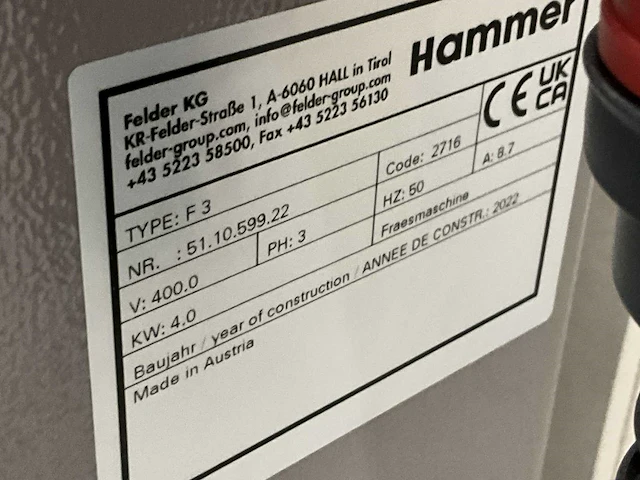 Hammer
Felder KG
KR-Felder-Straße 1, A-6060 HALL in Tirol
felder-group.com, info@felder-group.com
+43 5223 58500, Fax +43 5223 56130
CE UK CA
TYPE: F 3
Code: 2716
NR. : 51.10.599.22
HZ: 50
A: 8.7
V: 400.0
PH: 3
Fraesmaschine
KW: 4.0
Baujahr / year of construction / ANNEE DE CONSTR.: 2022
Made in Austria